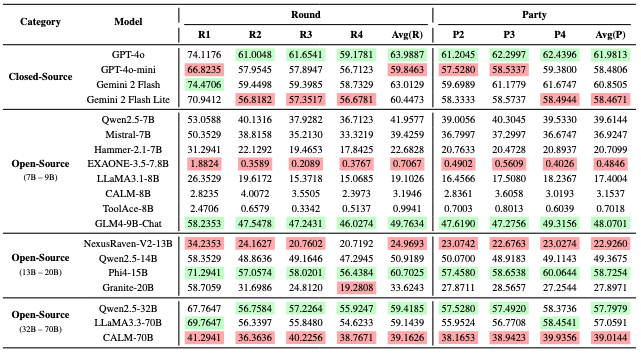 Category Model Round Party
R1 R2 R3 R4 Avg(R) P2 P3 P4 Avg(P)
Closed-Source
GPT-4o 74.1176 61.0048 61.6541 59.1781 63.9887 61.2045 62.2997 62.4396 61.9813
GPT-4o-mini 66.8235 57.9545 57.8947 56.7123 59.8463 57.5280 58.5337 59.3800 58.4806
Gemini 2 Flash 74.4706 59.4498 59.3985 58.7329 63.0129 59.6989 61.1779 61.6747 60.8505
Gemini 2 Flash Lite 70.9412 56.8182 57.3517 56.6781 60.4473 58.3333 58.5737 58.4944 58.4671
Open-Source
(7B – 9B)
Qwen2.5-7B 53.0588 40.1316 37.9282 36.7123 41.9577 39.0056 40.3045 39.5330 39.6144
Mistral-7B 50.3529 38.8158 35.2130 33.3219 39.4259 36.7997 37.2997 36.6747 36.9247
Hammer-2.1-7B 31.2941 22.1292 19.4653 17.8425 22.6828 20.7633 20.4728 20.8937 20.7099
EXAONE-3.5-7.8B 1.8824 0.3589 0.2089 0.3767 0.7067 0.4902 0.5609 0.4026 0.4846
LLaMA3.1-8B 26.3529 19.6172 15.3718 15.0685 19.1026 16.4566 17.5080 18.2367 17.4004
CALM-8B 2.8235 4.0072 3.5505 2.3973 3.1946 2.8361 3.6058 3.0193 3.1537
ToolAce-8B 2.4706 0.6579 0.3342 0.5137 0.9941 0.7003 0.8013 0.6039 0.7018
GLM4-9B-Chat 58.2353 47.5478 47.2431 46.0274 49.7634 47.6190 47.2756 49.3156 48.0701
Open-Source
(13B – 20B)
NexusRaven-V2-13B 34.2353 24.1627 20.7602 20.7192 24.9693 23.0742 22.6763 23.0274 22.9260
Qwen2.5-14B 58.3529 48.8636 49.1646 47.2945 50.9189 50.0700 48.9183 49.1143 49.3675
Phi4-15B 71.2941 57.0574 58.0201 56.4384 60.7025 57.4580 58.6538 60.0644 58.7254
Granite-20B 58.7059 31.6986 24.8120 19.2808 33.6243 27.8711 28.5657 27.2544 27.8971
Open-Source
(32B – 70B)
Qwen2.5-32B 67.7647 56.7584 57.2264 55.9247 59.4185 57.5280 57.4920 58.3736 57.7979
LLaMA3.3-70B 69.7647 56.3397 55.8480 54.6233 59.1439 55.9524 56.7708 58.4541 57.0591
CALM-70B 41.2941 36.3636 40.2256 38.7671 39.1626 38.1653 38.9423 39.9356 39.0144